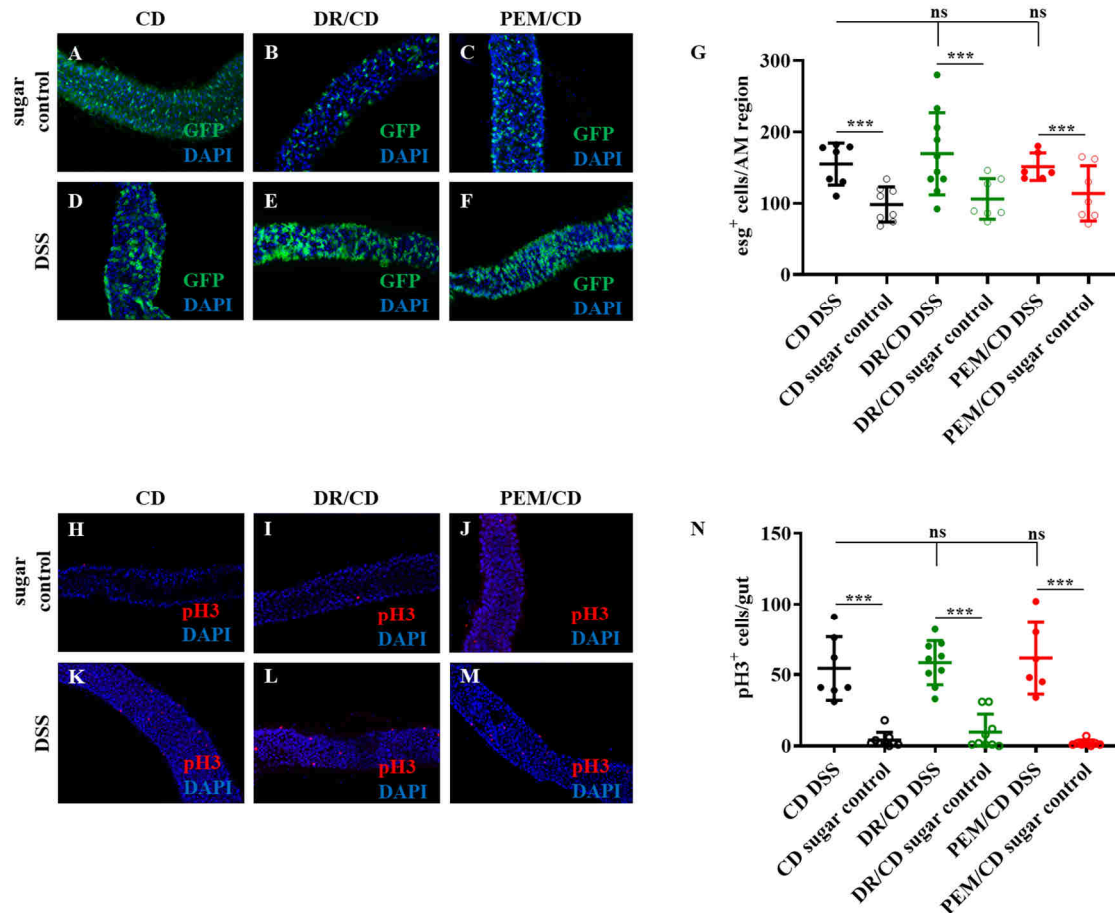 CD DR/CD PEM/CD
sugar control
A GFP DAPI
B GFP DAPI
C GFP DAPI
DSS
D GFP DAPI
E GFP DAPI
F GFP DAPI
G
ns ns
*** *** ***
esg+ cells/AM region
300
200
100
0
CD DSS
CD sugar control
DR/CD DSS
DR/CD sugar control
PEM/CD DSS
PEM/CD sugar control
CD DR/CD PEM/CD
sugar control
H pH3 DAPI
I pH3 DAPI
J pH3 DAPI
DSS
K pH3 DAPI
L pH3 DAPI
M pH3 DAPI
N
ns ns
*** *** ***
pH3+ cells/gut
150
100
50
0
CD DSS
CD sugar control
DR/CD DSS
DR/CD sugar control
PEM/CD DSS
PEM/CD sugar control